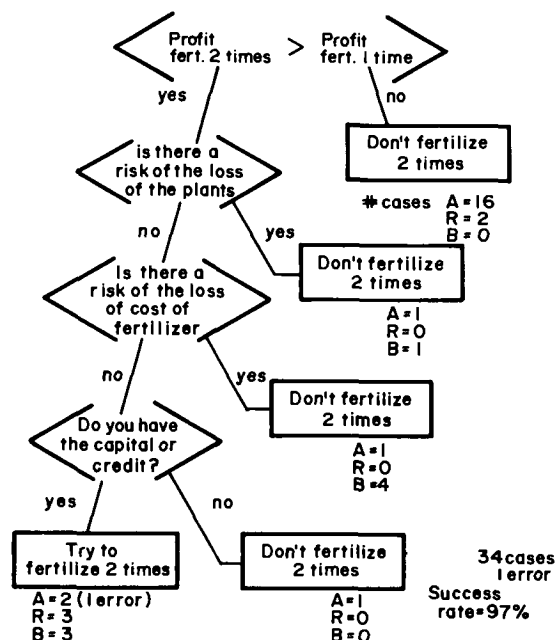 Profit
fert. 2 times
>
Profit
fert. 1 time
yes
no
Don't fertilize
2 times
# cases A = 16
R = 2
B = 0
is there a
risk of the loss
of the plants
no
yes
Don't fertilize
2 times
A = 1
R = 0
B = 1
Is there a
risk of the loss
of cost of
fertilizer
no
yes
Don't fertilize
2 times
A = 1
R = 0
B = 4
Do you have
the capital or
credit?
yes
no
Try to
fertilize 2 times
A = 2 (1 error)
R = 3
B = 3
Don't fertilize
2 times
A = 1
R = 0
B = 0
34 cases
1 error
Success
rate = 97%